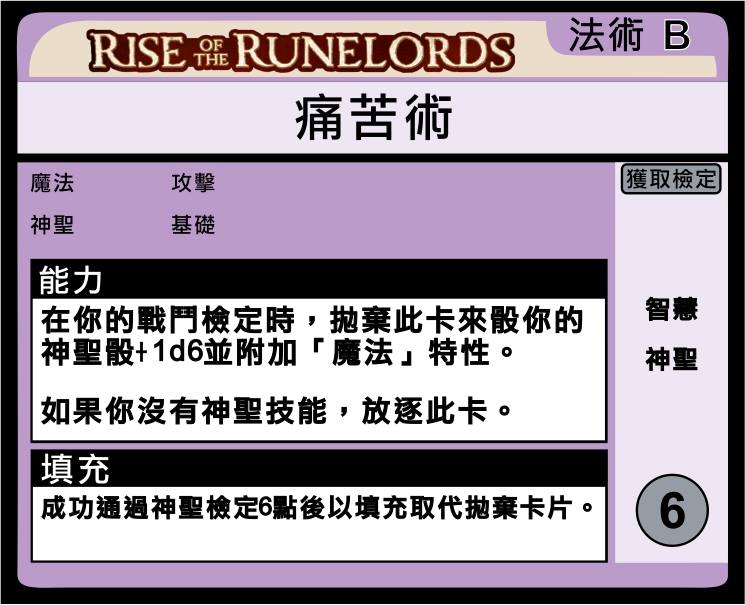 RISE OF THE RUNELORDS
法術 B
痛苦術
魔法 攻擊
神聖 基礎
獲取檢定
能力
在你的戰鬥檢定時，拋棄此卡來骰你的
神聖骰+1d6並附加「魔法」特性。
如果你沒有神聖技能，放逐此卡。
智慧
神聖
填充
成功通過神聖檢定6點後以填充取代拋棄卡片。
6